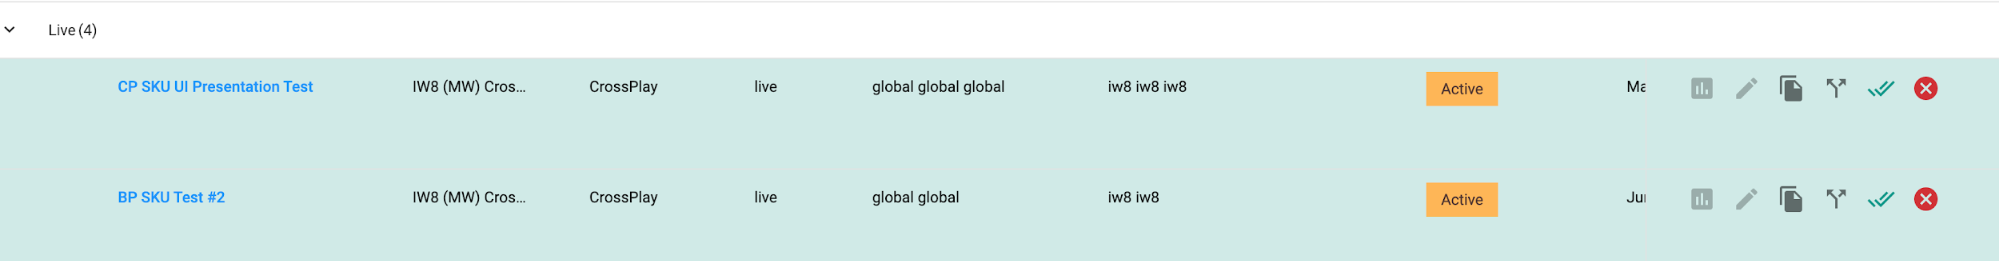 Live (4)
CP SKU UI Presentation Test IW8 (MW) Cros... CrossPlay live global global global iw8 iw8 iw8 Active Ma
BP SKU Test #2 IW8 (MW) Cros... CrossPlay live global global iw8 iw8 Active Jun